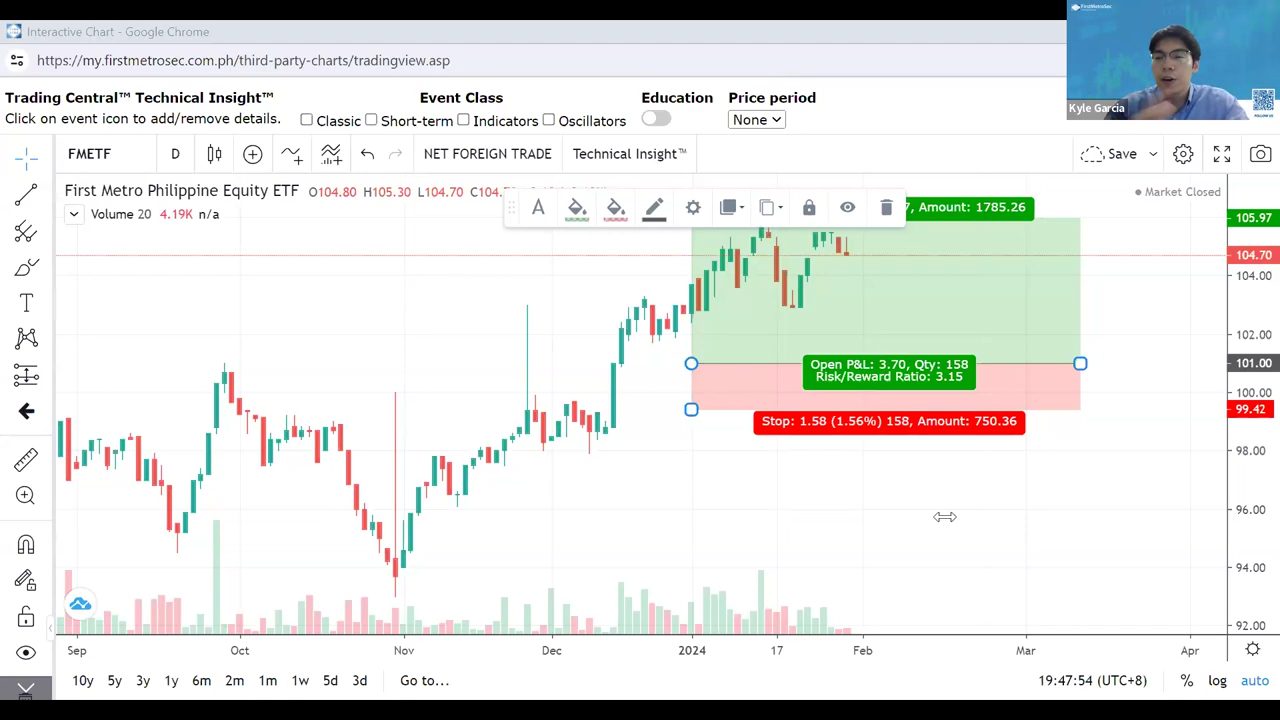 FirstMetroSec
Interactive Chart - Google Chrome
https://my.firstmetrosec.com.ph/third-party-charts/tradingview.asp
Kyle Garcia
FOLLOW US
Trading Central™ Technical Insight™
Event Class
Education
Price period
Click on event icon to add/remove details.
Classic
Short-term
Indicators
Oscillators
None
FMETF
D
NET FOREIGN TRADE
Technical Insight™
Save
First Metro Philippine Equity ETF
O104.80 H105.30 L104.70
Market Closed
Volume 20 4.19K n/a
A
Amount: 1785.26
105.97
104.70
104.00
102.00
Open P&L: 3.70, Qty: 158
Risk/Reward Ratio: 3.15
101.00
100.00
99.42
Stop: 1.58 (1.56%) 158, Amount: 750.36
98.00
96.00
94.00
92.00
Sep
Oct
Nov
Dec
2024
17
Feb
Mar
Apr
10y 5y 3y 1y 6m 2m 1m 1w 5d 3d
Go to...
19:47:54 (UTC+8)
% log auto